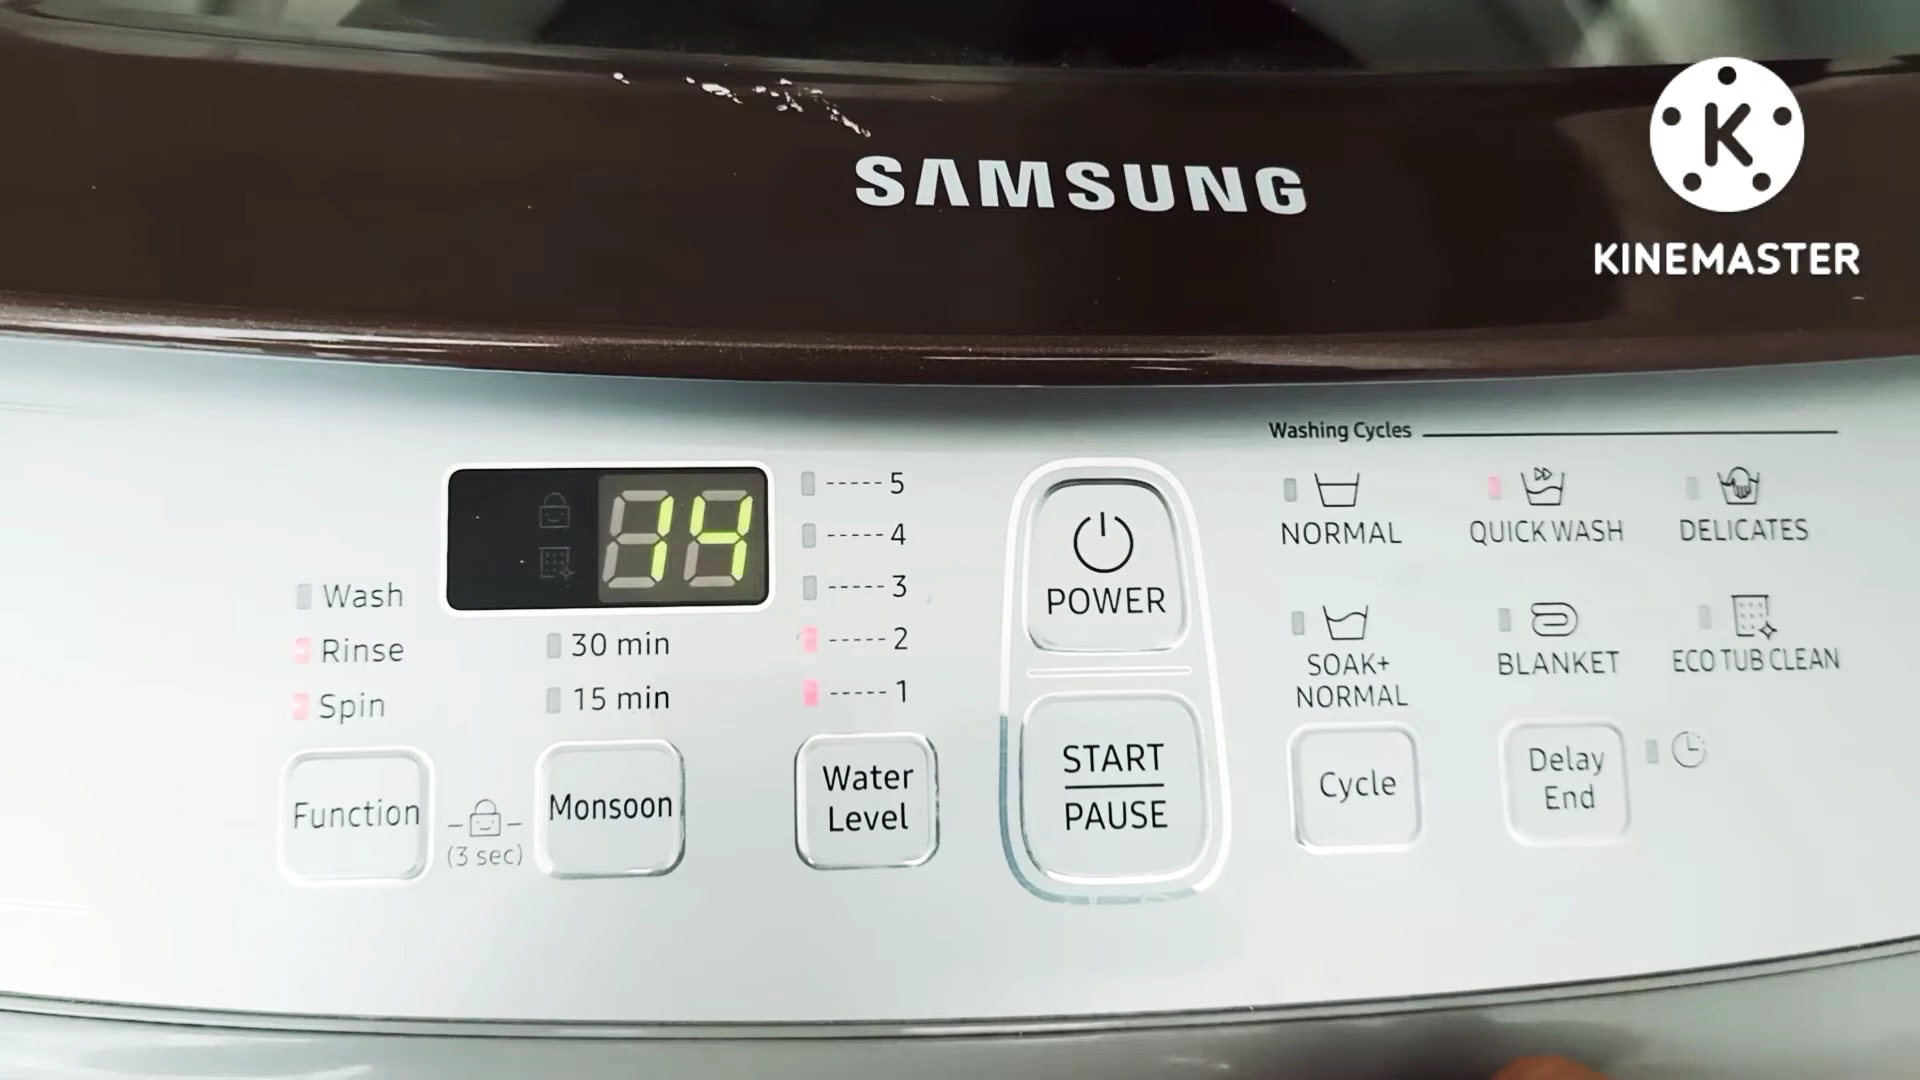 SAMSUNG
K
KINEMASTER
Washing Cycles
14
5
4
3
2
1
Wash
Rinse
Spin
30 min
15 min
POWER
START
PAUSE
NORMAL
QUICK WASH
DELICATES
SOAK+
NORMAL
BLANKET
ECO TUB CLEAN
Function
(3 sec)
Monsoon
Water
Level
Cycle
Delay
End